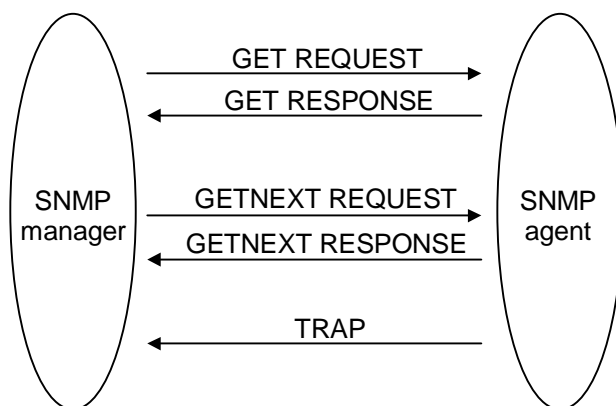 GET REQUEST
GET RESPONSE
SNMP
manager
GETNEXT REQUEST
GETNEXT RESPONSE
SNMP
agent
TRAP